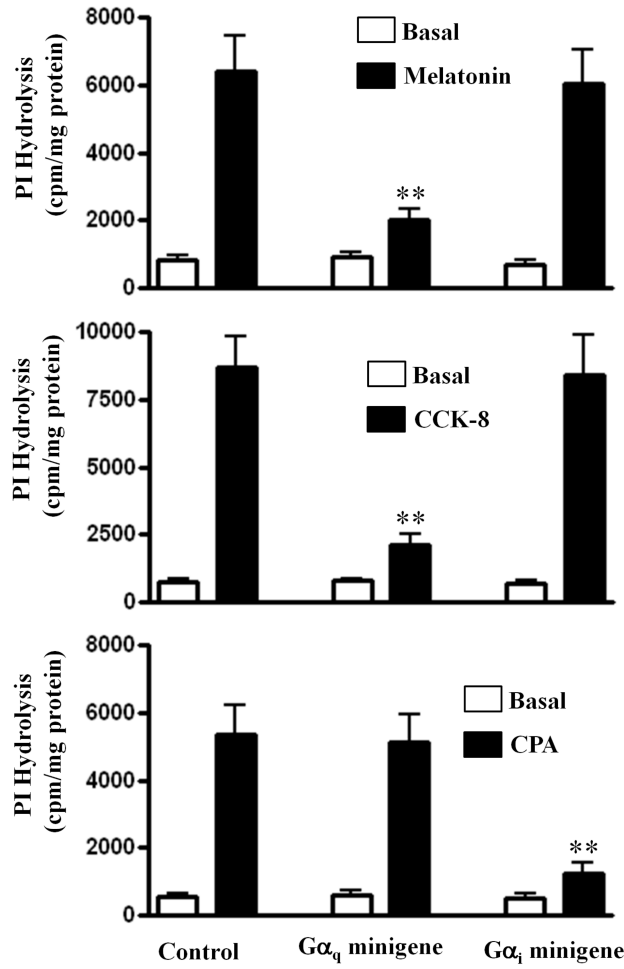 PI Hydrolysis
(cpm/mg protein)
8000
6000
4000
2000
0
Basal
Melatonin
**
PI Hydrolysis
(cpm/mg protein)
10000
7500
5000
2500
0
Basal
CCK-8
**
PI Hydrolysis
(cpm/mg protein)
8000
6000
4000
2000
0
Basal
CPA
**
Control
Gαq minigene
Gαi minigene